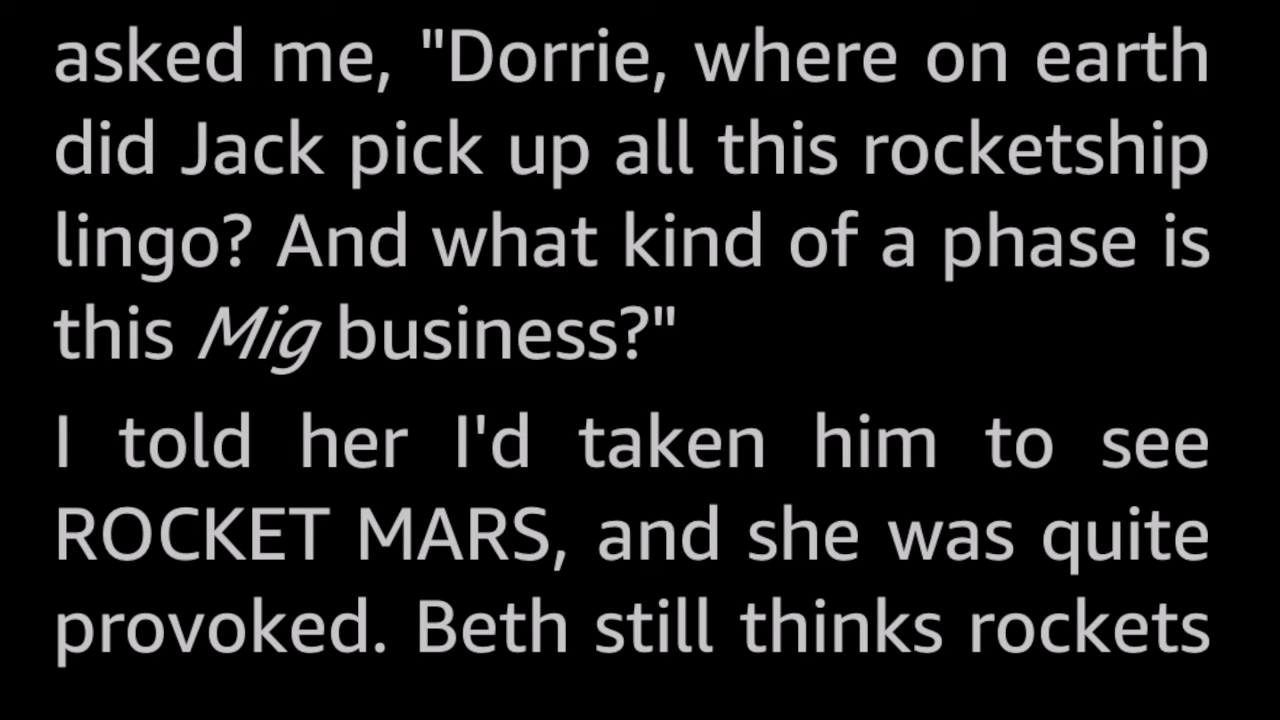 asked me, "Dorrie, where on earth
did Jack pick up all this rocketship
lingo? And what kind of a phase is
this Mig business?"
I told her I'd taken him to see
ROCKET MARS, and she was quite
provoked. Beth still thinks rockets